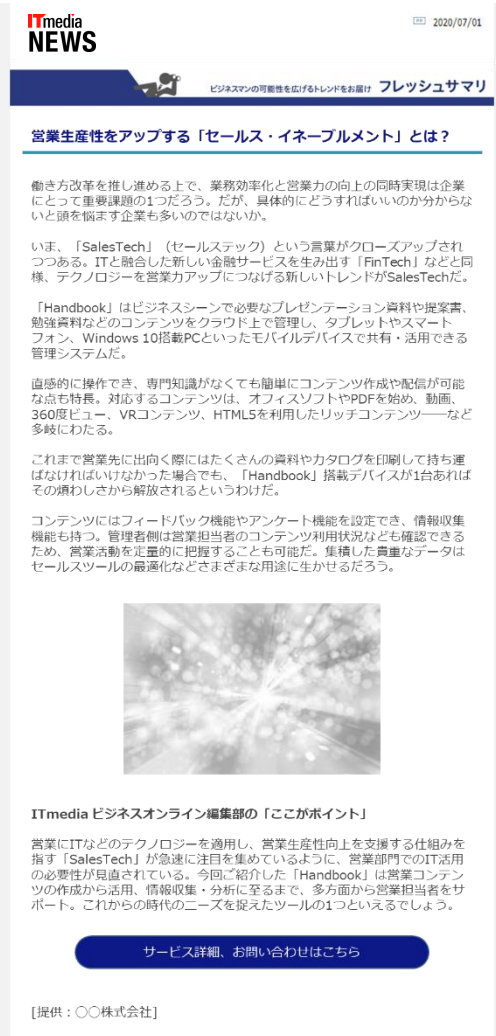 ITmedia
NEWS
PR 2020/07/01
ビジネスマンの可能性を広げるトレンドをお届け フレッシュサマリ
営業生産性をアップする「セールス・イネーブルメント」とは？
働き方改革を推し進める上で、業務効率化と営業力の向上の同時実現は企業
にとって重要課題の1つだろう。だが、具体的にどうすればいいのか分からな
いと頭を悩ます企業も多いのではないか。
いま、「SalesTech」（セールステック）という言葉がクローズアップされ
つつある。ITと融合した新しい金融サービスを生み出す「FinTech」などと同
様、テクノロジーを営業力アップにつなげる新しいトレンドがSalesTechだ。
「Handbook」はビジネスシーンで必要なプレゼンテーション資料や提案書、
勉強資料などのコンテンツをクラウド上で管理し、タブレットやスマート
フォン、Windows 10搭載PCといったモバイルデバイスで共有・活用できる
管理システムだ。
直感的に操作でき、専門知識がなくても簡単にコンテンツ作成や配信が可能
な点も特長。対応するコンテンツは、オフィスソフトやPDFを始め、動画、
360度ビュー、VRコンテンツ、HTML5を利用したリッチコンテンツ――など
多岐にわたる。
これまで営業先に出向く際にはたくさんの資料やカタログを印刷して持ち運
ばなければいけなかった場合でも、「Handbook」搭載デバイスが1台あれば
その煩わしさから解放されるというわけだ。
コンテンツにはフィードバック機能やアンケート機能を設定でき、情報収集
機能も持つ。管理者側は営業担当者のコンテンツ利用状況なども確認できる
ため、営業活動を定量的に把握することも可能だ。集積した貴重なデータは
セールスツールの最適化などさまざまな用途に生かせるだろう。
ITmedia ビジネスオンライン編集部の「ここがポイント」
営業にITなどのテクノロジーを適用し、営業生産性向上を支援する仕組みを
指す「SalesTech」が急速に注目を集めているように、営業部門でのIT活用
の必要性が見直されている。今回ご紹介した「Handbook」は営業コンテン
ツの作成から活用、情報収集・分析に至るまで、多方面から営業担当者をサ
ポート。これからの時代のニーズを捉えたツールの1つといえるでしょう。
サービス詳細、お問い合わせはこちら
[提供：○○株式会社]